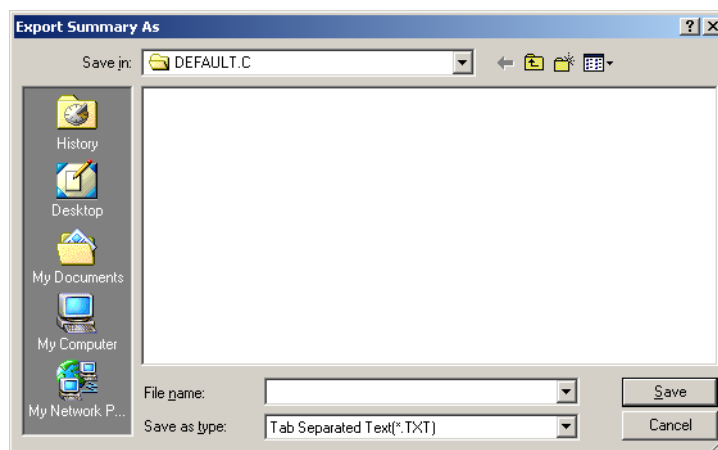 Export Summary As
Save in: DEFAULT.C
History
Desktop
My Documents
My Computer
My Network P...
File name:
Save
Save as type: Tab Separated Text(*.TXT)
Cancel